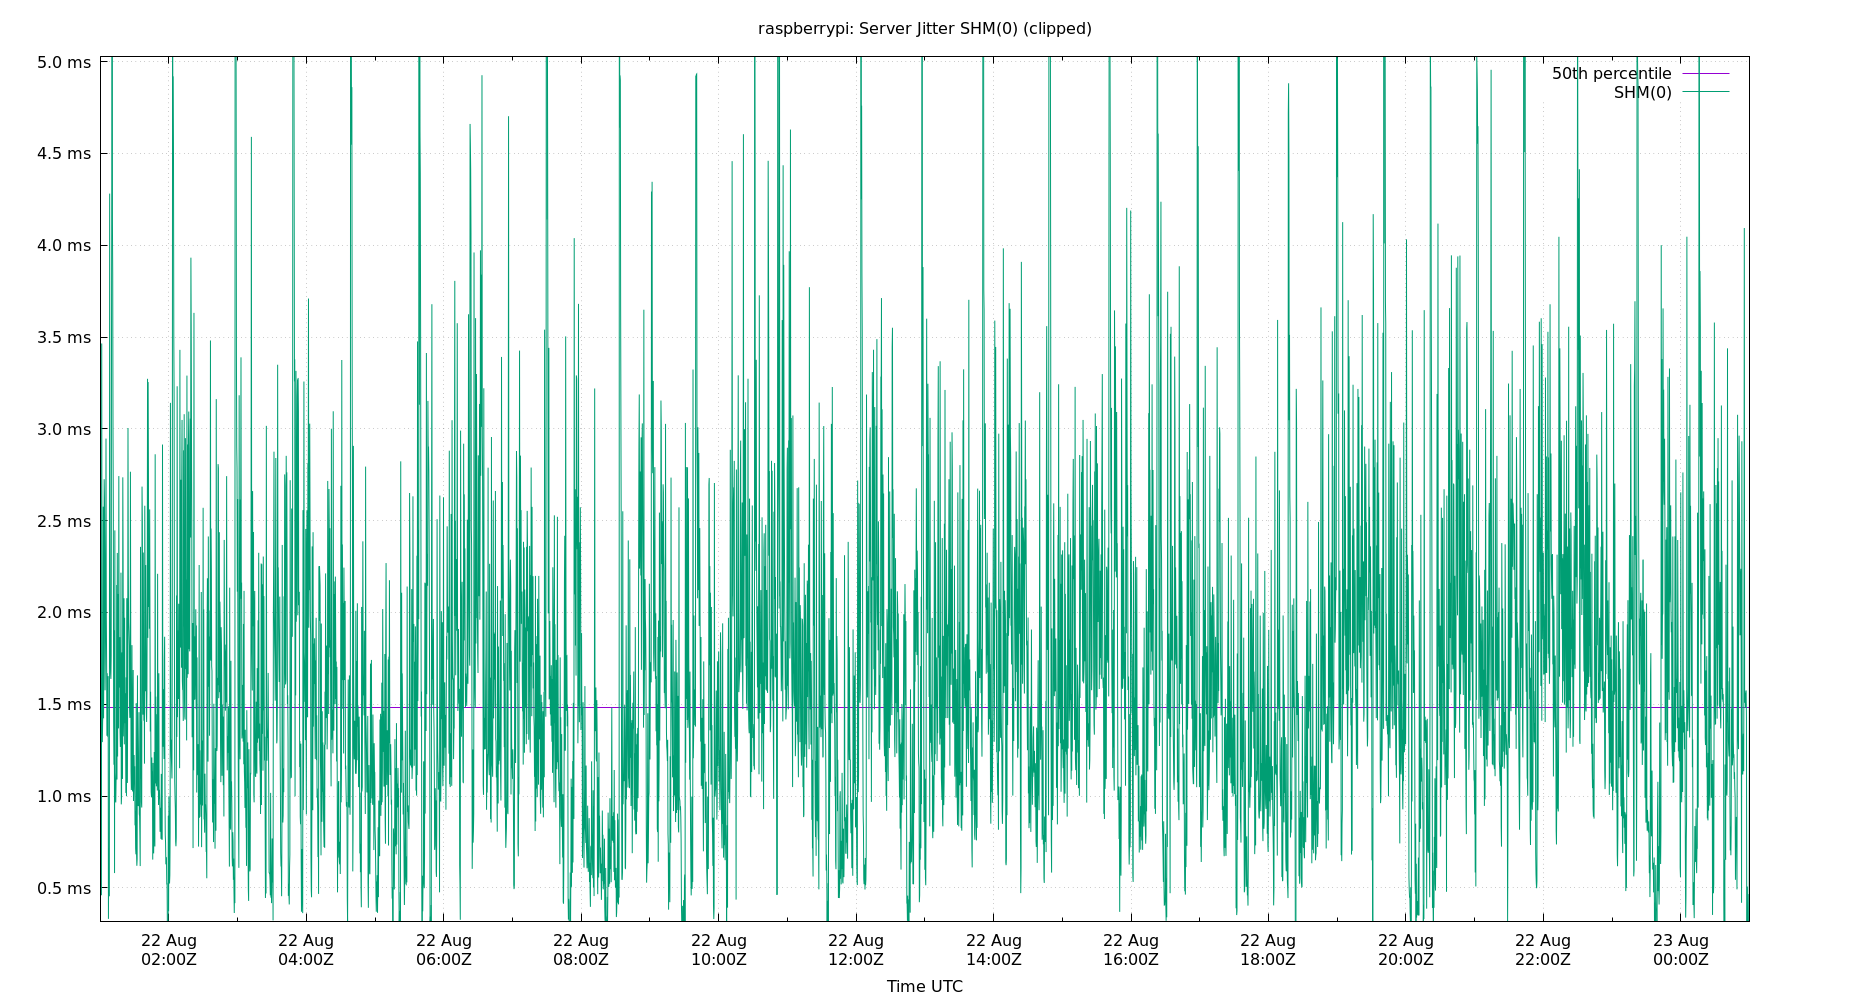 raspberrypi: Server Jitter SHM(0) (clipped)
5.0 ms
4.5 ms
4.0 ms
3.5 ms
3.0 ms
2.5 ms
2.0 ms
1.5 ms
1.0 ms
0.5 ms
50th percentile
SHM(0)
22 Aug
02:00Z
22 Aug
04:00Z
22 Aug
06:00Z
22 Aug
08:00Z
22 Aug
10:00Z
22 Aug
12:00Z
22 Aug
14:00Z
22 Aug
16:00Z
22 Aug
18:00Z
22 Aug
20:00Z
22 Aug
22:00Z
23 Aug
00:00Z
Time UTC